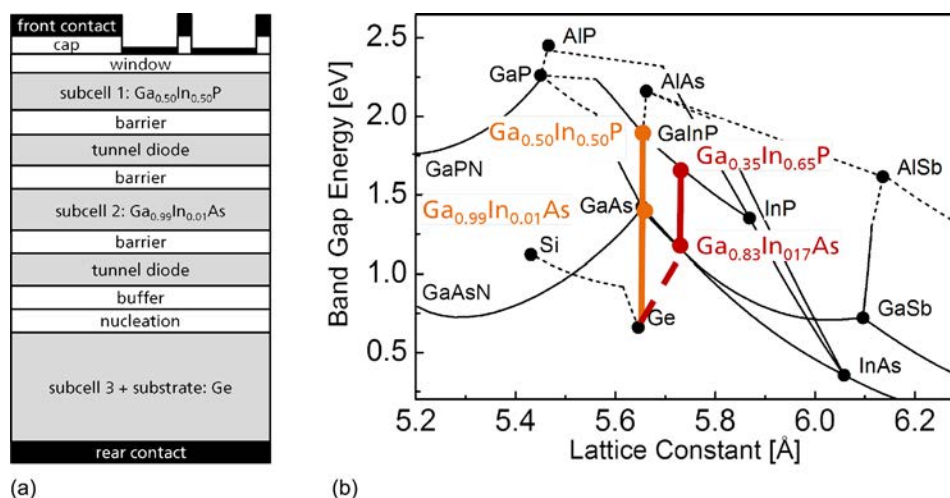 front contact
cap
window
subcell 1: Ga0.50In0.50P
barrier
tunnel diode
barrier
subcell 2: Ga0.99In0.01As
barrier
tunnel diode
buffer
nucleation
subcell 3 + substrate: Ge
rear contact
(a)
Band Gap Energy [eV]
2.5
2.0
1.5
1.0
0.5
AlP
GaP
AlAs
Ga0.50In0.50P
GaInP
Ga0.35In0.65P
AlSb
GaPN
Ga0.99In0.01As
GaAs
InP
Si
Ga0.83In017As
GaAsN
Ge
GaSb
InAs
5.2 5.4 5.6 5.8 6.0 6.2
Lattice Constant [Å]
(b)